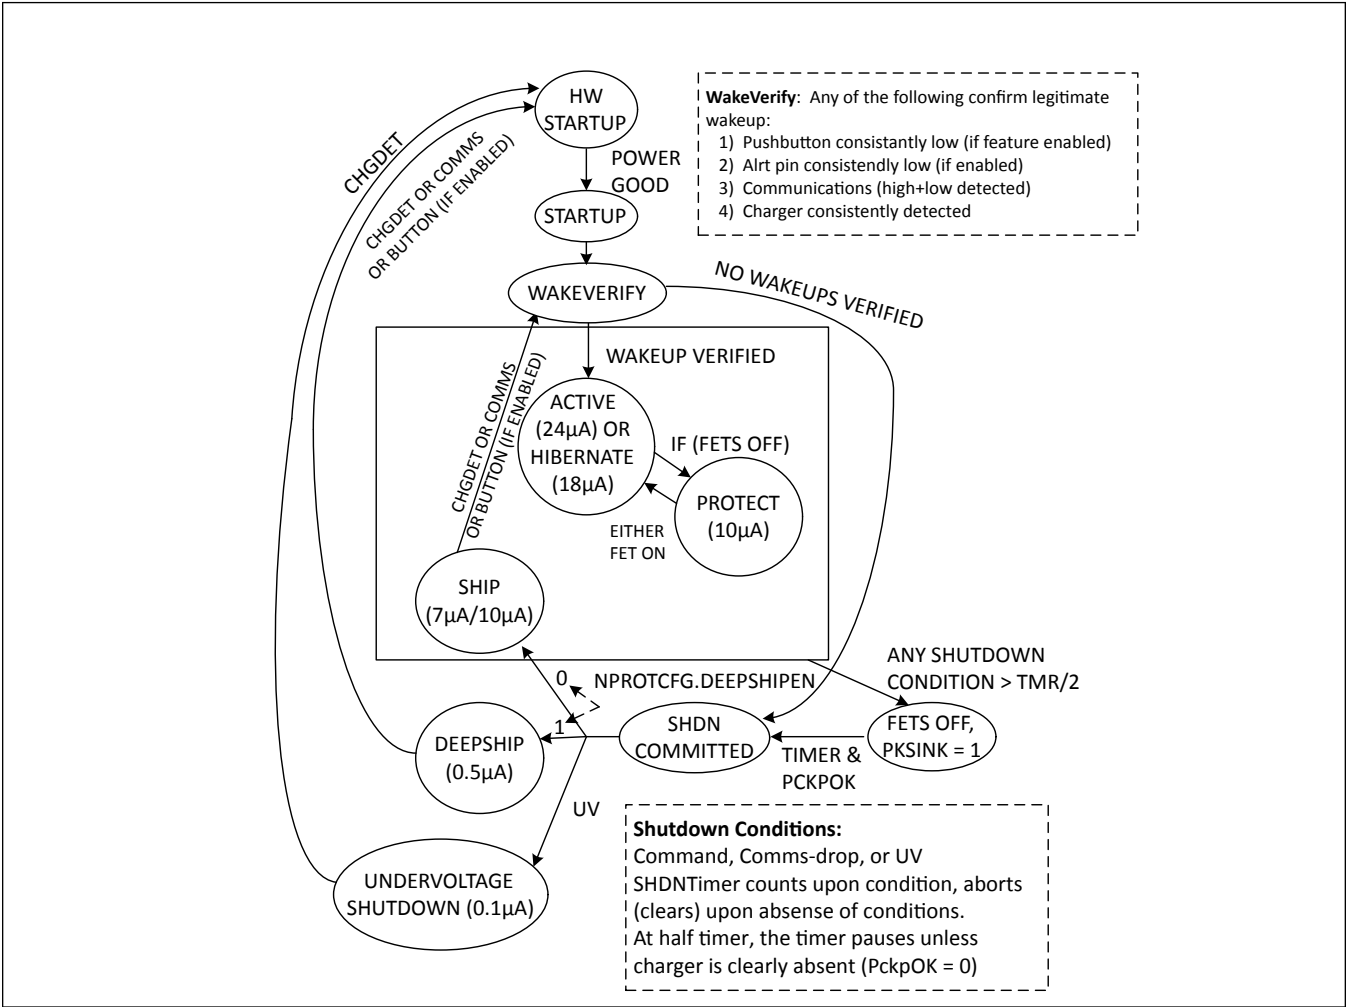 HW
STARTUP
POWER
GOOD
STARTUP
WAKEVERIFY
WakeVerify:  Any of the following confirm legitimate
wakeup:
1) Pushbutton consistantly low (if feature enabled)
2) Alrt pin consistendly low (if enabled)
3) Communications (high+low detected)
4) Charger consistently detected
CHGDET
CHGDET OR COMMS
OR BUTTON (IF ENABLED)
NO WAKEUPS VERIFIED
WAKEUP VERIFIED
CHGDET OR COMMS
OR BUTTON (IF ENABLED)
ACTIVE
(24µA) OR
HIBERNATE
(18µA)
IF (FETS OFF)
PROTECT
(10µA)
EITHER
FET ON
SHIP
(7µA/10µA)
ANY SHUTDOWN
CONDITION > TMR/2
0
NPROTCFG.DEEPSHIPEN
1
DEEPSHIP
(0.5µA)
SHDN
COMMITTED
FETS OFF,
PKSINK = 1
TIMER &
PCKPOK
UV
UNDERVOLTAGE
SHUTDOWN (0.1µA)
Shutdown Conditions:
Command, Comms-drop, or UV
SHDNTimer counts upon condition, aborts
(clears) upon absense of conditions.
At half timer, the timer pauses unless
charger is clearly absent (PckpOK = 0)